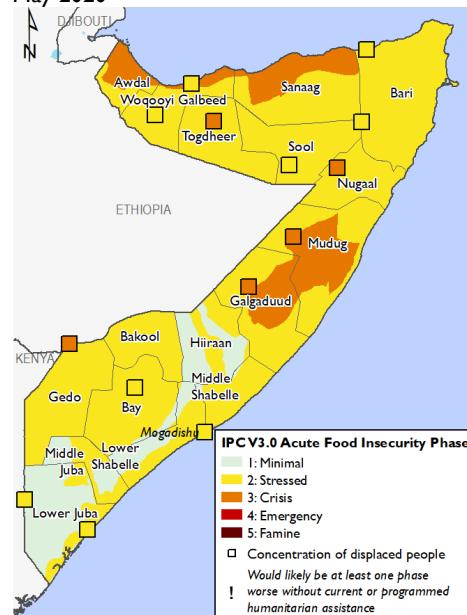 May 2020
DJIBOUTI
N
Awdal
Woqooyi Galbeed
Sanaag
Bari
Togdheer
Sool
Nugaal
ETHIOPIA
Mudug
Galgaduud
Bakool
Hiiraan
KENYA
Gedo
Middle
Shabelle
Bay
Mogadishu
Lower
Shabelle
Middle
Juba
Lower Juba
IPC V3.0 Acute Food Insecurity Phase
1: Minimal
2: Stressed
3: Crisis
4: Emergency
5: Famine
Concentration of displaced people
Would likely be at least one phase
! worse without current or programmed
humanitarian assistance